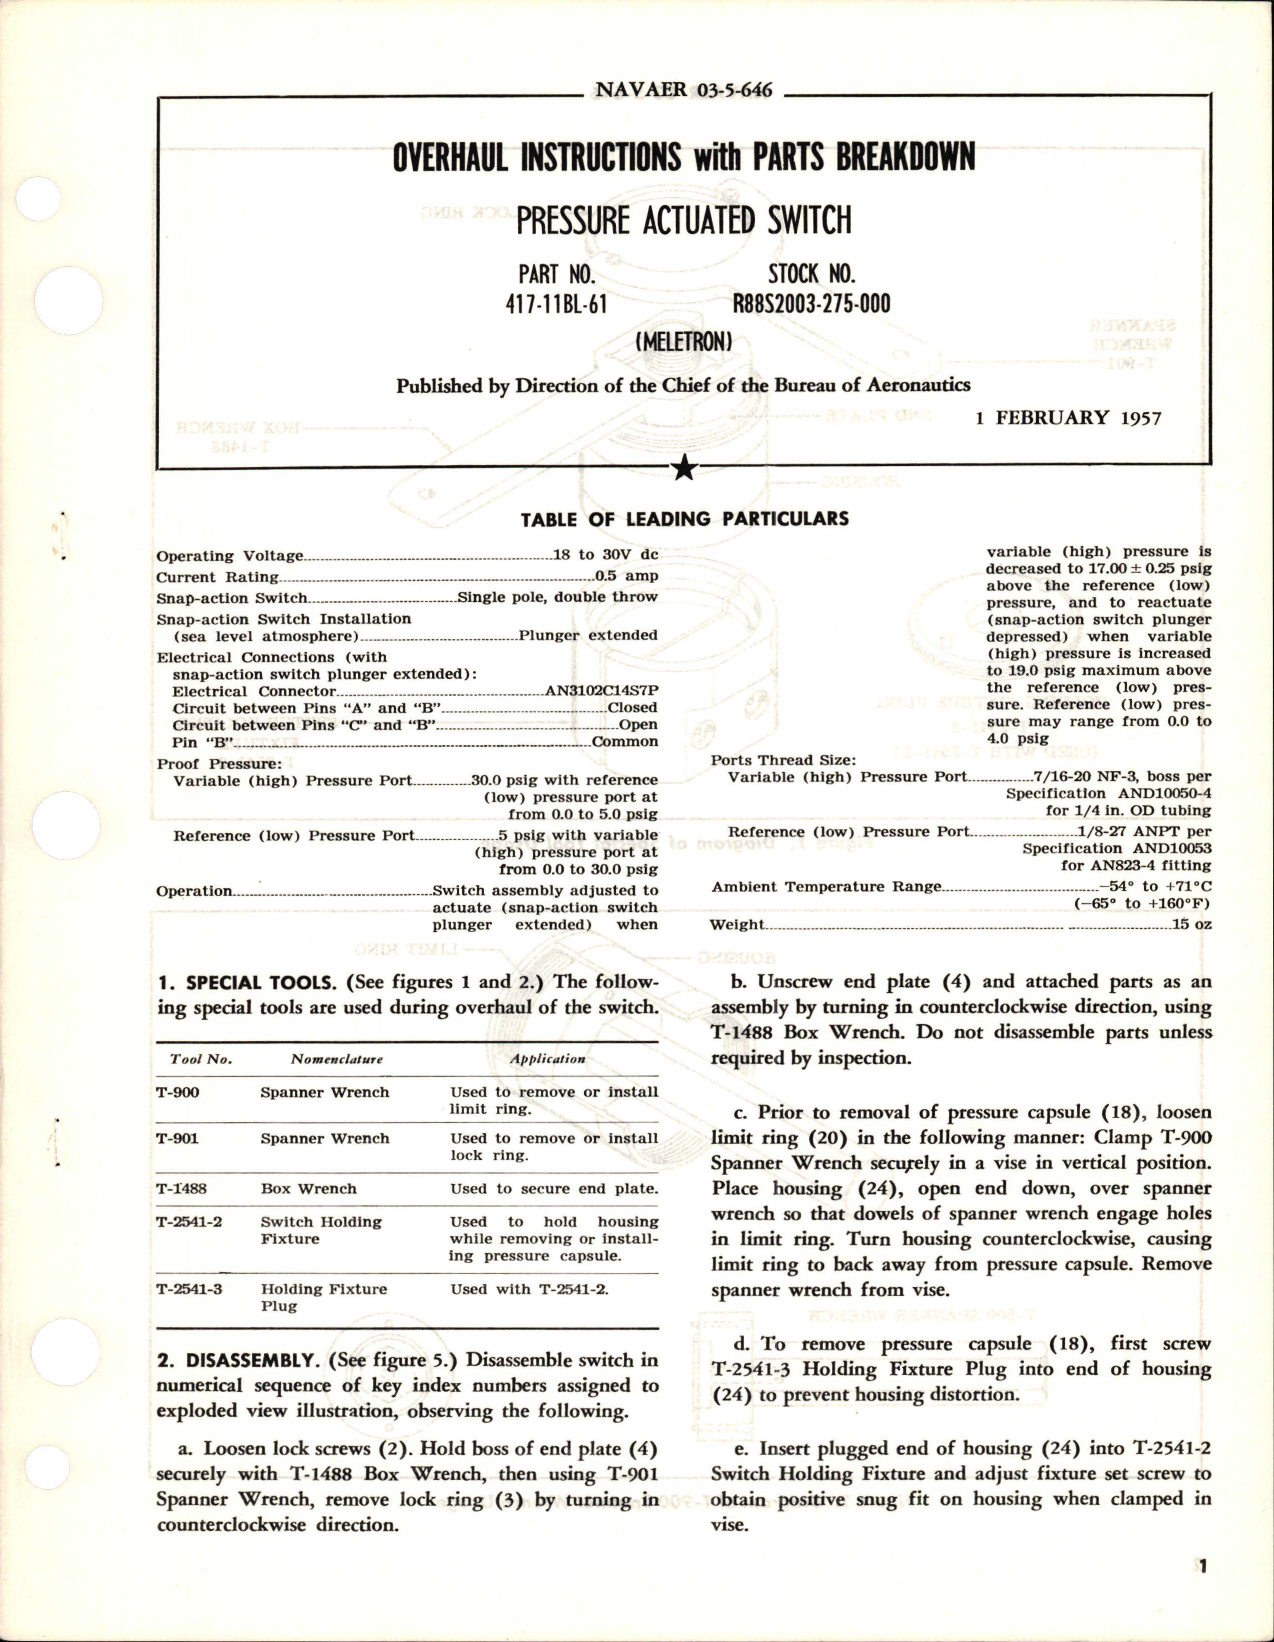 NAVAER 03-5-646
OVERHAUL INSTRUCTIONS with PARTS BREAKDOWN
PRESSURE ACTUATED SWITCH
PART NO. STOCK NO.
417-11BL-61 R88S2003-275-000
(MELETRON)
Published by Direction of the Chief of the Bureau of Aeronautics
1 FEBRUARY 1957
TABLE OF LEADING PARTICULARS
Operating Voltage 18 to 30V dc
Current Rating 0.5 amp
Snap-action Switch Single pole, double throw
Snap-action Switch Installation
(sea level atmosphere) Plunger extended
Electrical Connections (with
snap-action switch plunger extended):
Electrical Connector AN3102C14S7P
Circuit between Pins "A" and "B" Closed
Circuit between Pins "C" and "B" Open
Pin "B" Common
Proof Pressure:
Variable (high) Pressure Port 30.0 psig with reference
(low) pressure port at
from 0.0 to 5.0 psig
Reference (low) Pressure Port 5 psig with variable
(high) pressure port at
from 0.0 to 30.0 psig
Operation Switch assembly adjusted to
actuate (snap-action switch
plunger extended) when
variable (high) pressure is
decreased to 17.00 ± 0.25 psig
above the reference (low)
pressure, and to reactuate
(snap-action switch plunger
depressed) when variable
(high) pressure is increased
to 19.0 psig maximum above
the reference (low) pres-
sure. Reference (low) pres-
sure may range from 0.0 to
4.0 psig
Ports Thread Size:
Variable (high) Pressure Port 7/16-20 NF-3, boss per
Specification AND10050-4
for 1/4 in. OD tubing
Reference (low) Pressure Port 1/8-27 ANPT per
Specification AND10053
for AN823-4 fitting
Ambient Temperature Range −54° to +71°C
(−65° to +160°F)
Weight 15 oz
1. SPECIAL TOOLS. (See figures 1 and 2.) The follow-
ing special tools are used during overhaul of the switch.
Tool No. Nomenclature Application
T-900 Spanner Wrench Used to remove or install
limit ring.
T-901 Spanner Wrench Used to remove or install
lock ring.
T-1488 Box Wrench Used to secure end plate.
T-2541-2 Switch Holding Used to hold housing
Fixture while removing or install-
ing pressure capsule.
T-2541-3 Holding Fixture Used with T-2541-2.
Plug
2. DISASSEMBLY. (See figure 5.) Disassemble switch in
numerical sequence of key index numbers assigned to
exploded view illustration, observing the following.
a. Loosen lock screws (2). Hold boss of end plate (4)
securely with T-1488 Box Wrench, then using T-901
Spanner Wrench, remove lock ring (3) by turning in
counterclockwise direction.
b. Unscrew end plate (4) and attached parts as an
assembly by turning in counterclockwise direction, using
T-1488 Box Wrench. Do not disassemble parts unless
required by inspection.
c. Prior to removal of pressure capsule (18), loosen
limit ring (20) in the following manner: Clamp T-900
Spanner Wrench securely in a vise in vertical position.
Place housing (24), open end down, over spanner
wrench so that dowels of spanner wrench engage holes
in limit ring. Turn housing counterclockwise, causing
limit ring to back away from pressure capsule. Remove
spanner wrench from vise.
d. To remove pressure capsule (18), first screw
T-2541-3 Holding Fixture Plug into end of housing
(24) to prevent housing distortion.
e. Insert plugged end of housing (24) into T-2541-2
Switch Holding Fixture and adjust fixture set screw to
obtain positive snug fit on housing when clamped in
vise.
1